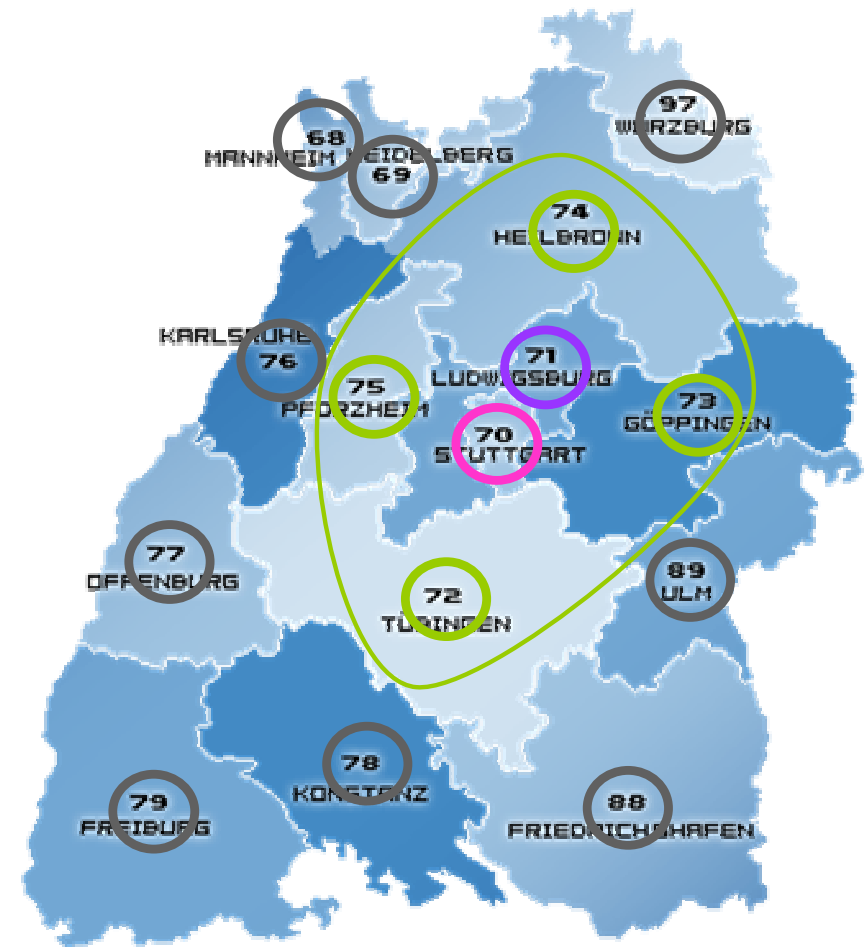 97
WÜRZBURG
68
MANNHEIM
HEIDELBERG
69
74
HEILBRONN
KARLSRUHE
76
71
LUDWIGSBURG
75
PFORZHEIM
73
GÖPPINGEN
70
STUTTGART
77
OFFENBURG
89
ULM
72
TÜBINGEN
78
KONSTANZ
79
FREIBURG
88
FRIEDRICHSHAFEN